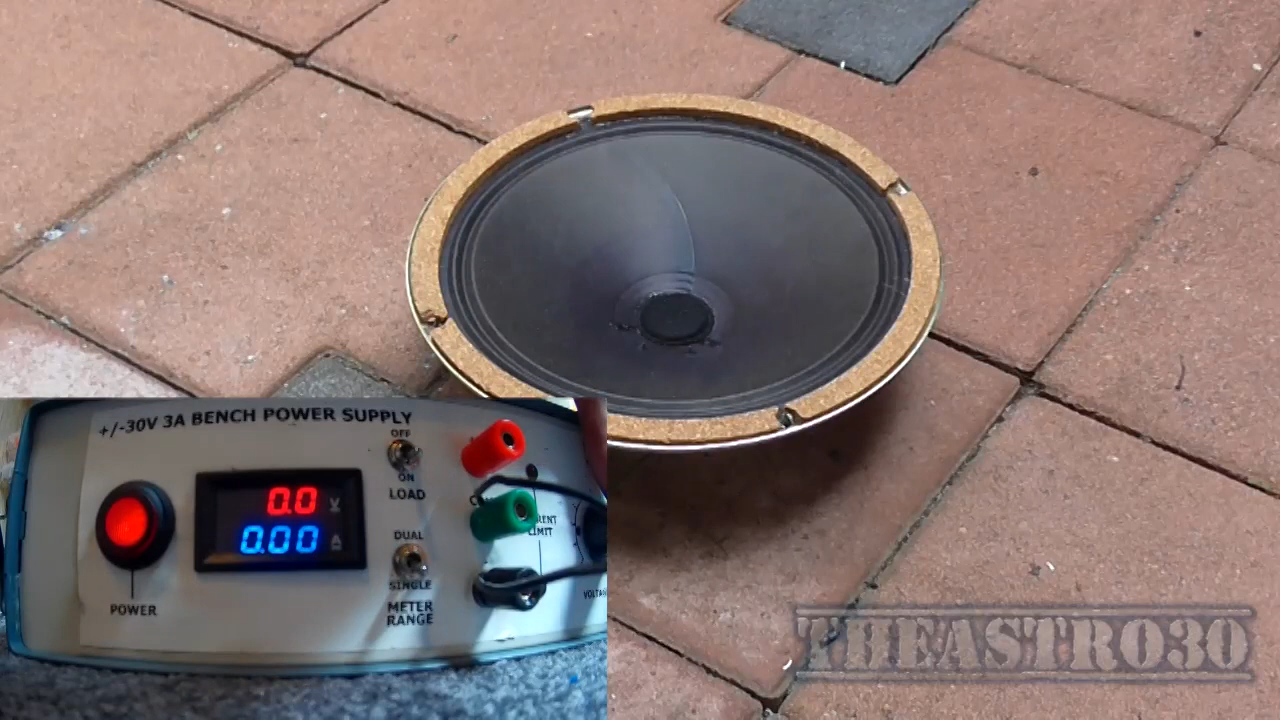 +/-30V 3A BENCH POWER SUPPLY
OFF
ON
LOAD
0.0 V
0.00 A
DUAL
SINGLE
METER
RANGE
LIMIT
POWER
THEASTRO30